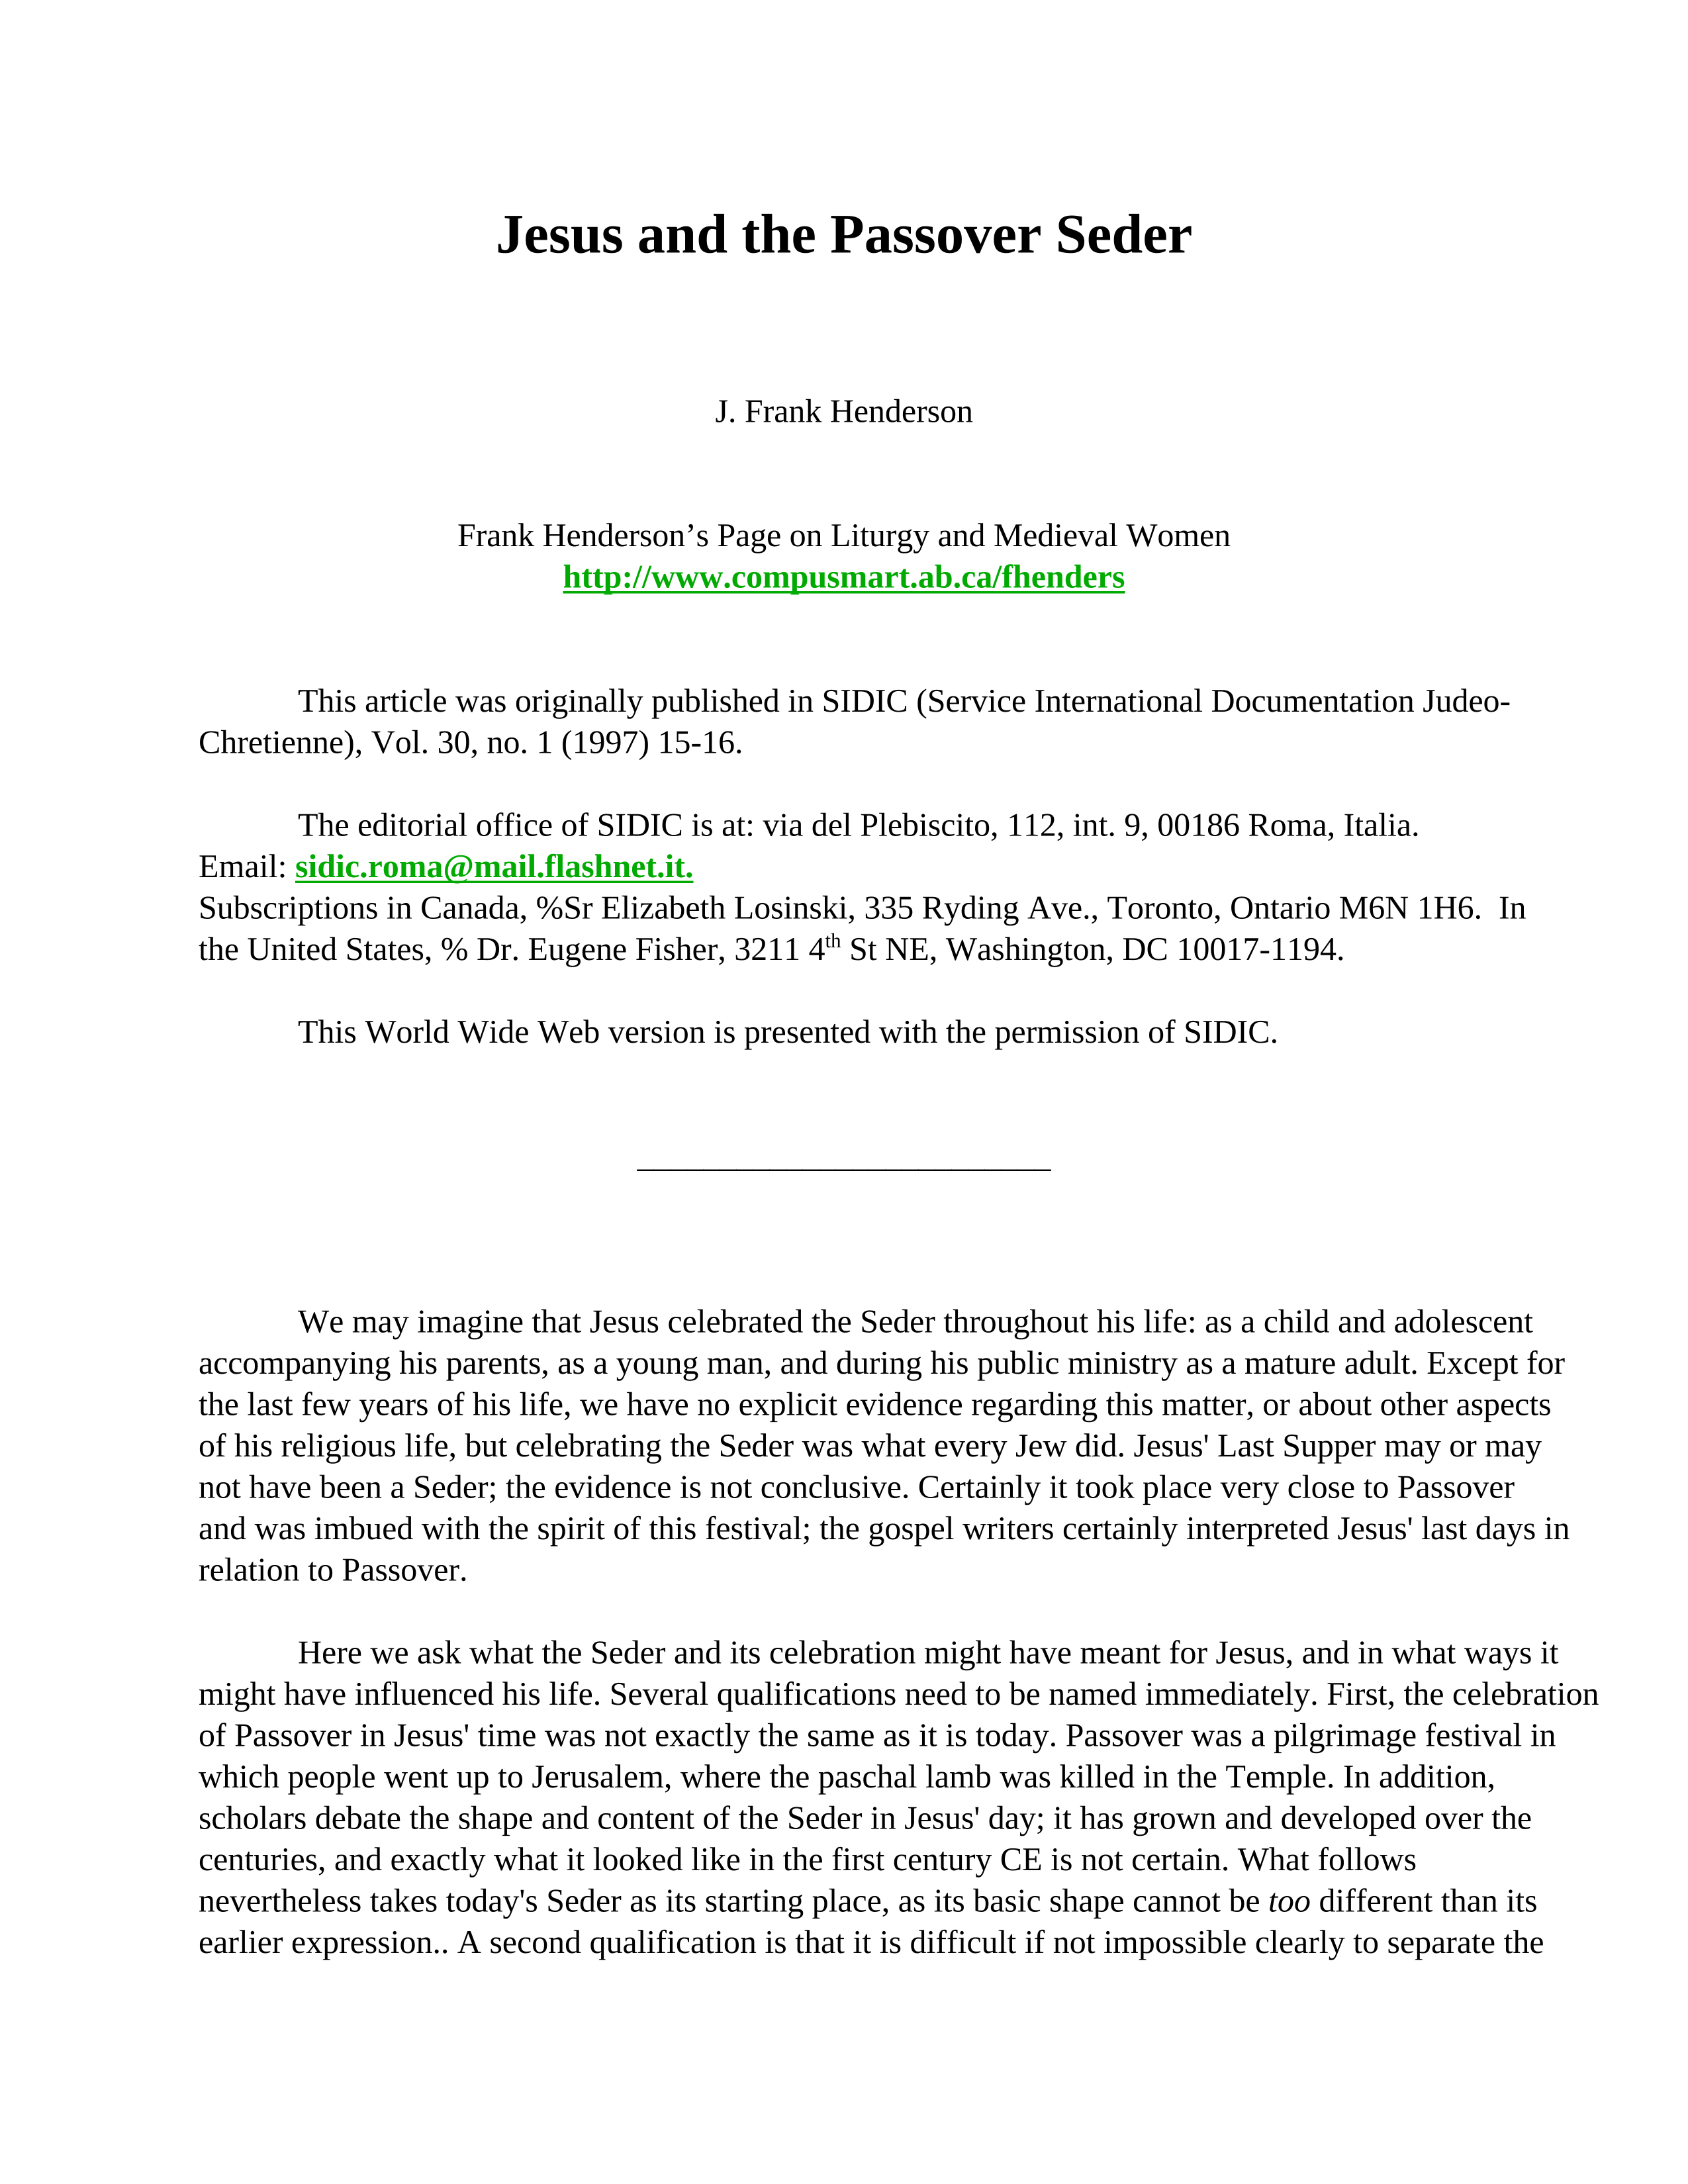 Jesus and the Passover Seder
J. Frank Henderson
Frank Henderson’s Page on Liturgy and Medieval Women
http://www.compusmart.ab.ca/fhenders
This article was originally published in SIDIC (Service International Documentation Judeo-
Chretienne), Vol. 30, no. 1 (1997) 15-16.
The editorial office of SIDIC is at: via del Plebiscito, 112, int. 9, 00186 Roma, Italia.
Email: sidic.roma@mail.flashnet.it.
Subscriptions in Canada, %Sr Elizabeth Losinski, 335 Ryding Ave., Toronto, Ontario M6N 1H6.  In
the United States, % Dr. Eugene Fisher, 3211 4th St NE, Washington, DC 10017-1194.
This World Wide Web version is presented with the permission of SIDIC.
We may imagine that Jesus celebrated the Seder throughout his life: as a child and adolescent
accompanying his parents, as a young man, and during his public ministry as a mature adult. Except for
the last few years of his life, we have no explicit evidence regarding this matter, or about other aspects
of his religious life, but celebrating the Seder was what every Jew did. Jesus' Last Supper may or may
not have been a Seder; the evidence is not conclusive. Certainly it took place very close to Passover
and was imbued with the spirit of this festival; the gospel writers certainly interpreted Jesus' last days in
relation to Passover.
Here we ask what the Seder and its celebration might have meant for Jesus, and in what ways it
might have influenced his life. Several qualifications need to be named immediately. First, the celebration
of Passover in Jesus' time was not exactly the same as it is today. Passover was a pilgrimage festival in
which people went up to Jerusalem, where the paschal lamb was killed in the Temple. In addition,
scholars debate the shape and content of the Seder in Jesus' day; it has grown and developed over the
centuries, and exactly what it looked like in the first century CE is not certain. What follows
nevertheless takes today's Seder as its starting place, as its basic shape cannot be too different than its
earlier expression.. A second qualification is that it is difficult if not impossible clearly to separate the